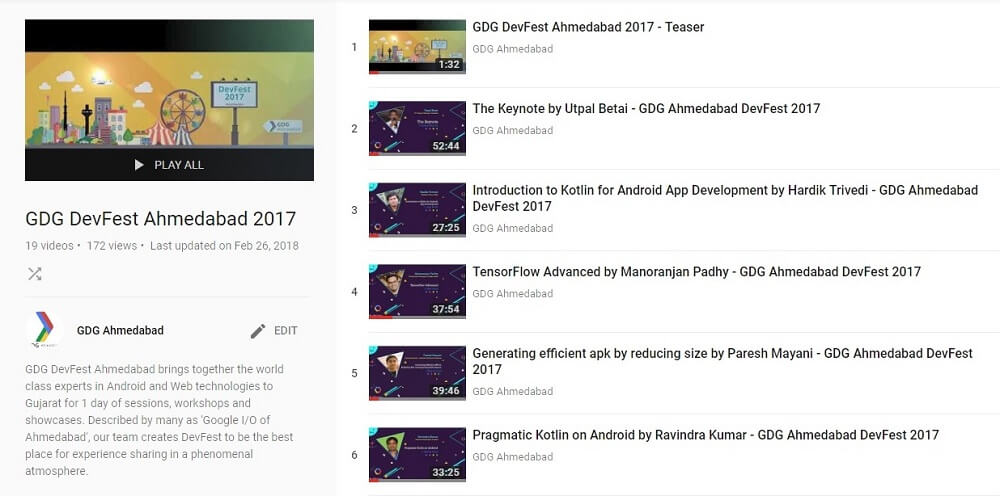 DevFest
2017
GDG
PLAY ALL
GDG DevFest Ahmedabad 2017
19 videos • 172 views • Last updated on Feb 26, 2018
GDG Ahmedabad
EDIT
GDG DevFest Ahmedabad brings together the world
class experts in Android and Web technologies to
Gujarat for 1 day of sessions, workshops and
showcases. Described by many as 'Google I/O of
Ahmedabad', our team creates DevFest to be the best
place for experience sharing in a phenomenal
atmosphere.
1
1:32
GDG DevFest Ahmedabad 2017 - Teaser
GDG Ahmedabad
2
The Keynote
52:44
The Keynote by Utpal Betai - GDG Ahmedabad DevFest 2017
GDG Ahmedabad
3
27:25
Introduction to Kotlin for Android App Development by Hardik Trivedi - GDG Ahmedabad
DevFest 2017
GDG Ahmedabad
4
37:54
TensorFlow Advanced by Manoranjan Padhy - GDG Ahmedabad DevFest 2017
GDG Ahmedabad
5
39:46
Generating efficient apk by reducing size by Paresh Mayani - GDG Ahmedabad DevFest
2017
GDG Ahmedabad
6
33:25
Pragmatic Kotlin on Android by Ravindra Kumar - GDG Ahmedabad DevFest 2017
GDG Ahmedabad